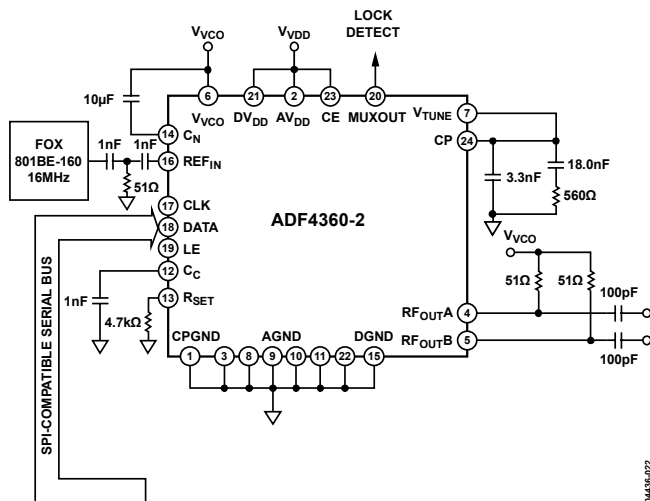 LOCK
DETECT
VVCO
VVDD
10µF
6
21
2
23
20
VVCO
DVDD
AVDD
CE
MUXOUT
VTUNE
7
CP
24
14
CN
FOX
801BE-160
16MHz
1nF
1nF
16
REFIN
51Ω
18.0nF
3.3nF
560Ω
17
CLK
18
DATA
19
LE
ADF4360-2
12
CC
13
RSET
1nF
4.7kΩ
VVCO
51Ω
51Ω
100pF
RFOUTA
4
RFOUTB
5
100pF
CPGND
AGND
DGND
1
3
8
9
10
11
22
15
SPI-COMPATIBLE SERIAL BUS
04436-022